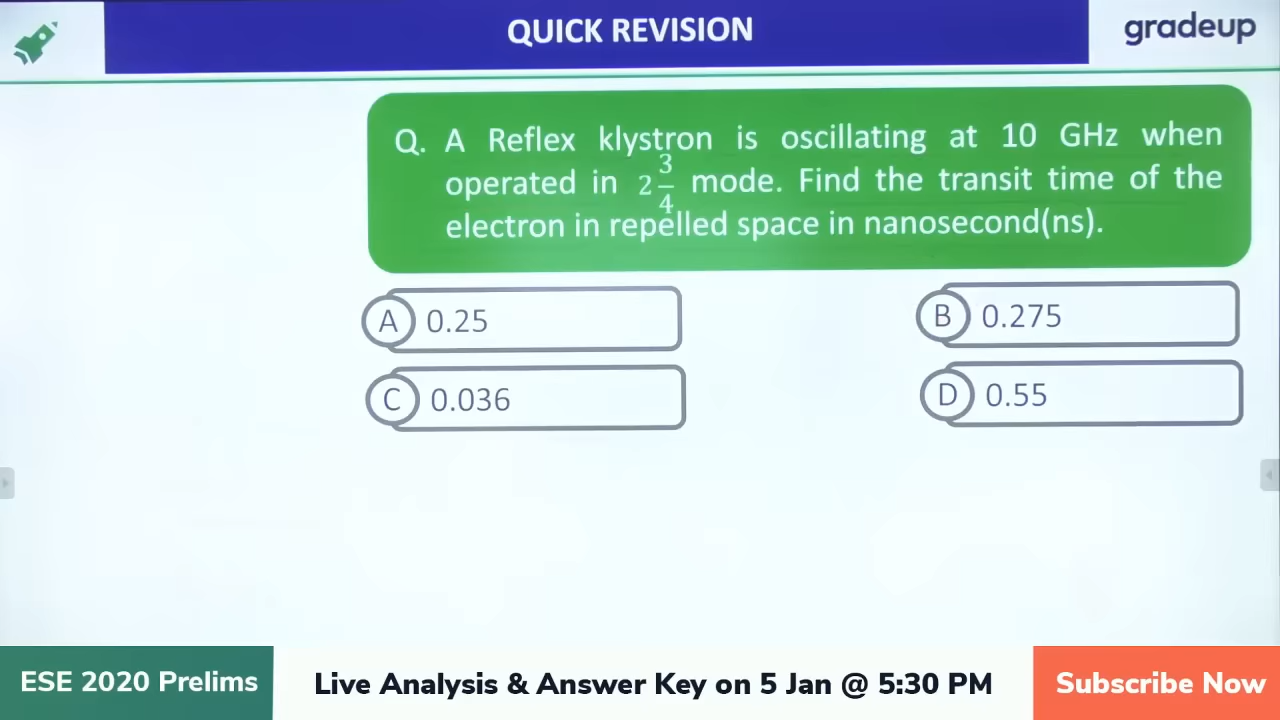 QUICK REVISION
gradeup
Q. A Reflex klystron is oscillating at 10 GHz when
operated in 2 3/4 mode. Find the transit time of the
electron in repelled space in nanosecond(ns).
A 0.25
B 0.275
C 0.036
D 0.55
ESE 2020 Prelims
Live Analysis & Answer Key on 5 Jan @ 5:30 PM
Subscribe Now